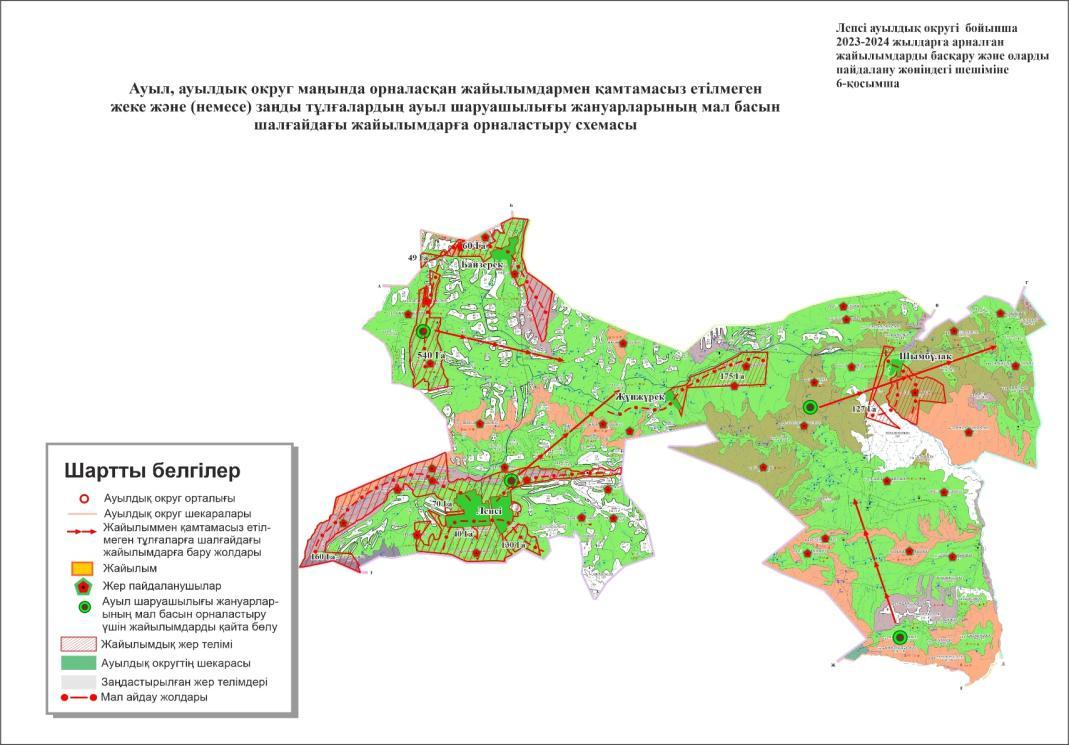 Лепсі ауылдық округі бойынша
2023-2024 жылдарға арналған
жайылымдарды басқару және оларды
пайдалану жөніндегі шешіміне
6-қосымша
Ауыл, ауылдық округ маңында орналасқан жайылымдармен қамтамасыз етілмеген
жеке және (немесе) заңды тұлғалардың ауыл шаруашылығы жануарларының мал басын
шалғайдағы жайылымдарға орналастыру схемасы
Б
60 Га
49 Га
Байзерек
А
Г
В
540 Га
Шымбұлақ
175 Га
Жүнжүрек
127 Га
70 Га
Лепсі
40 Га
130 Га
160 Га
Ж
Шартты белгілер
Ауылдық округ орталығы
Ауылдық округ шекаралары
Жайылыммен қамтамасыз етіл-
меген тұлғаларға шалғайдағы
жайылымдарға бару жолдары
Жайылым
Жер пайдаланушылар
Ауыл шаруашылығы жануарлар-
ының мал басын орналастыру
үшін жайылымдарды қайта бөлу
Жайылымдық жер телімі
Ауылдық округтің шекарасы
Заңдастырылған жер телімдері
Мал айдау жолдары